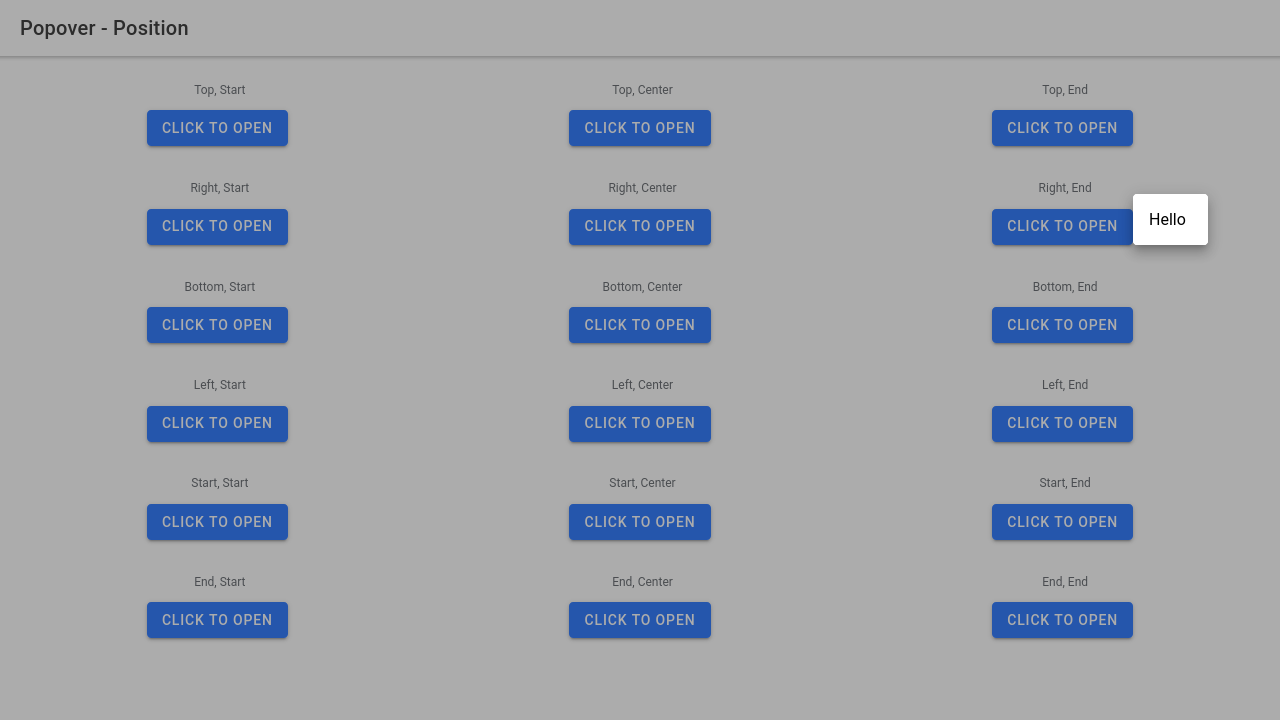 Popover - Position
Top, Start
Top, Center
Top, End
CLICK TO OPEN
CLICK TO OPEN
CLICK TO OPEN
Right, Start
Right, Center
Right, End
CLICK TO OPEN
CLICK TO OPEN
CLICK TO OPEN
Hello
Bottom, Start
Bottom, Center
Bottom, End
CLICK TO OPEN
CLICK TO OPEN
CLICK TO OPEN
Left, Start
Left, Center
Left, End
CLICK TO OPEN
CLICK TO OPEN
CLICK TO OPEN
Start, Start
Start, Center
Start, End
CLICK TO OPEN
CLICK TO OPEN
CLICK TO OPEN
End, Start
End, Center
End, End
CLICK TO OPEN
CLICK TO OPEN
CLICK TO OPEN